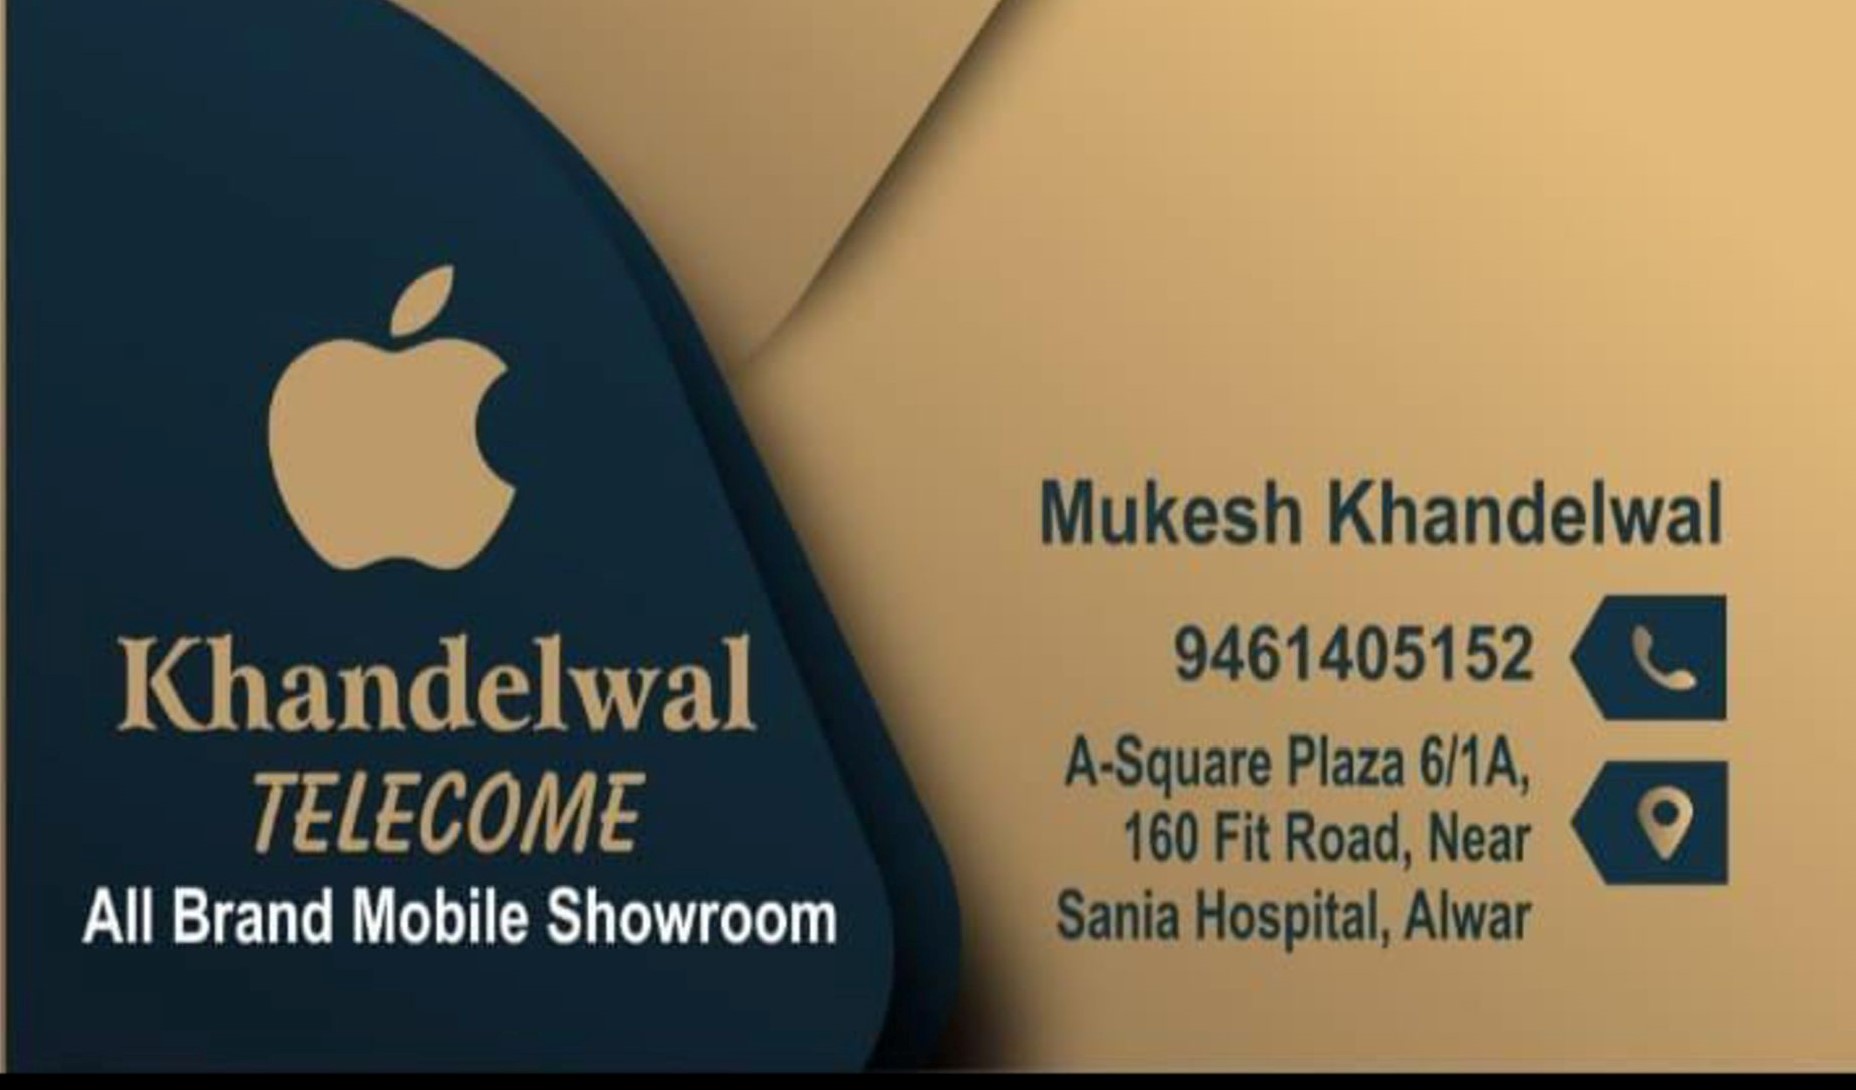 Khandelwal
TELECOME
All Brand Mobile Showroom
Mukesh Khandelwal
9461405152
A-Square Plaza 6/1A,
160 Fit Road, Near
Sania Hospital, Alwar